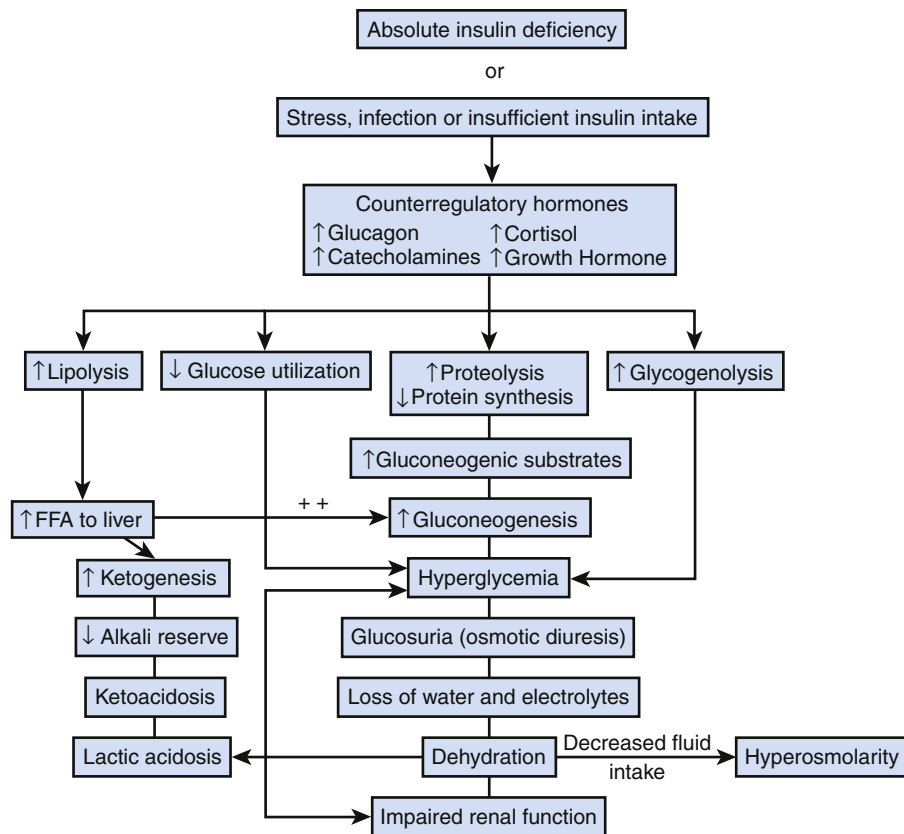 Absolute insulin deficiency
or
Stress, infection or insufficient insulin intake
Counterregulatory hormones
↑Glucagon ↑Cortisol
↑Catecholamines ↑Growth Hormone
↑Lipolysis
↓ Glucose utilization
↑Proteolysis
↓Protein synthesis
↑Glycogenolysis
↑Gluconeogenic substrates
↑FFA to liver
+ +
↑Gluconeogenesis
↑Ketogenesis
Hyperglycemia
↓ Alkali reserve
Glucosuria (osmotic diuresis)
Ketoacidosis
Loss of water and electrolytes
Lactic acidosis
Dehydration
Decreased fluid
intake
Hyperosmolarity
Impaired renal function